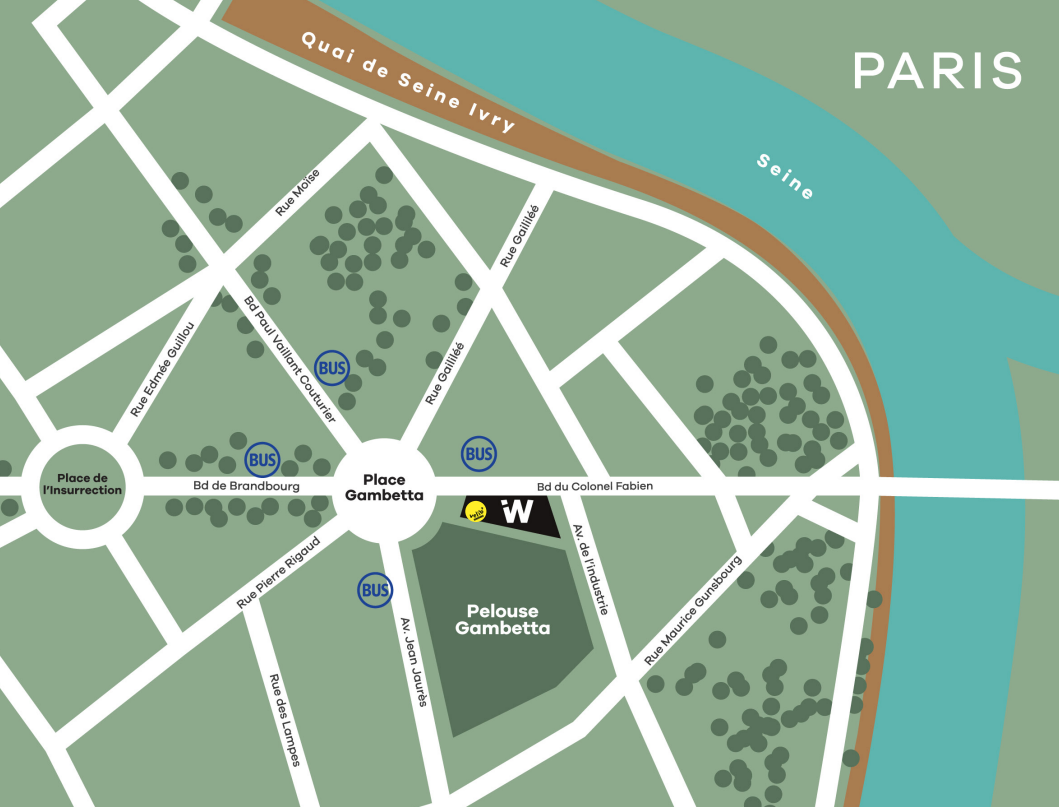 PARIS
Quai de Seine Ivry
Seine
Rue Moïse
Rue Gaililéé
Bd Paul Vaillant Couturier
Rue Edmée Guillou
Rue Gaililéé
BUS
BUS
BUS
Place de
l'Insurrection
Bd de Brandbourg
Place
Gambetta
Bd du Colonel Fabien
W
Av. de l'industrie
Rue Pierre Rigaud
Rue Maurice Gunsbourg
BUS
Pelouse
Gambetta
Av. Jean Jaurès
Rue des Lampes